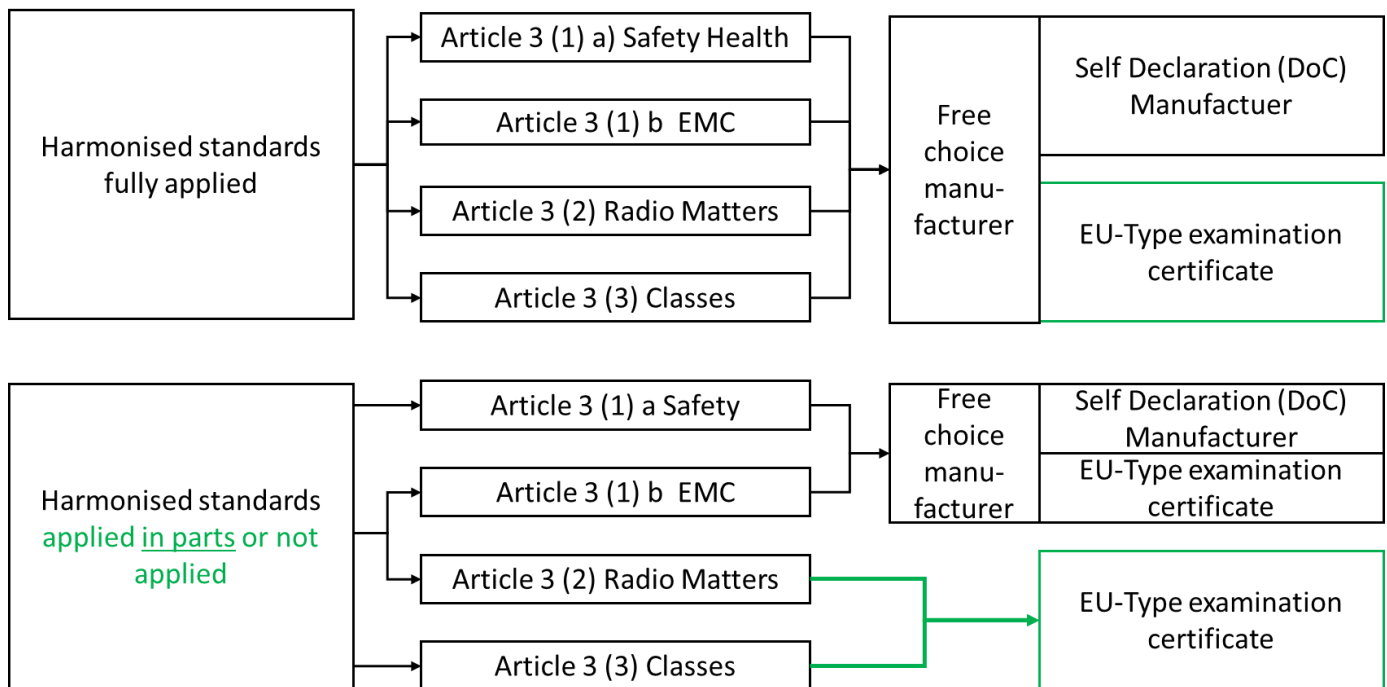 Harmonised standards
fully applied
Article 3 (1) a) Safety Health
Article 3 (1) b  EMC
Article 3 (2) Radio Matters
Article 3 (3) Classes
Free
choice
manu-
facturer
Self Declaration (DoC)
Manufactuer
EU-Type examination
certificate
Harmonised standards
applied in parts or not
applied
Article 3 (1) a Safety
Article 3 (1) b  EMC
Article 3 (2) Radio Matters
Article 3 (3) Classes
Free
choice
manu-
facturer
Self Declaration (DoC)
Manufacturer
EU-Type examination
certificate
EU-Type examination
certificate